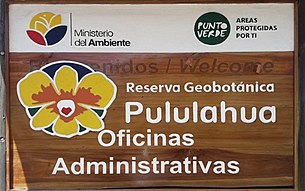 Ministerio
del Ambiente
PUNTO
VERDE
AREAS
PROTEGIDAS
POR TI
Bienvenidos / Welcome
Reserva Geobotánica
Pululahua
Oficinas
Administrativas